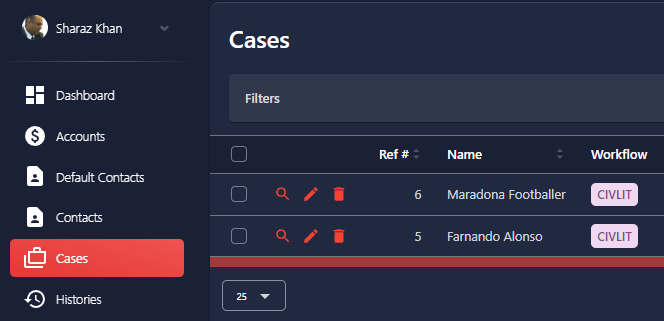 Sharaz Khan
Dashboard
Accounts
Default Contacts
Contacts
Cases
Histories
Cases
Filters
Ref # Name Workflow
6 Maradona Footballer CIVLIT
5 Farnando Alonso CIVLIT
25